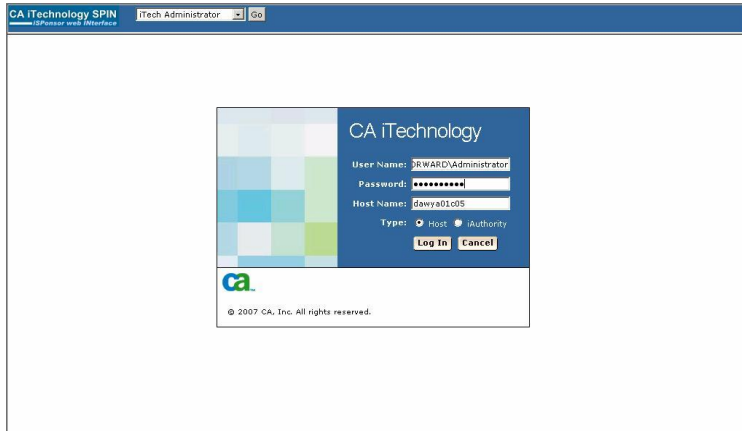 CA iTechnology SPIN
iSPonsor web INterface
iTech Administrator
Go
CA iTechnology
User Name: ORWARD\Administrator
Password: ••••••••••
Host Name: dawya01c05
Type: Host iAuthority
Log In Cancel
ca
© 2007 CA, Inc. All rights reserved.